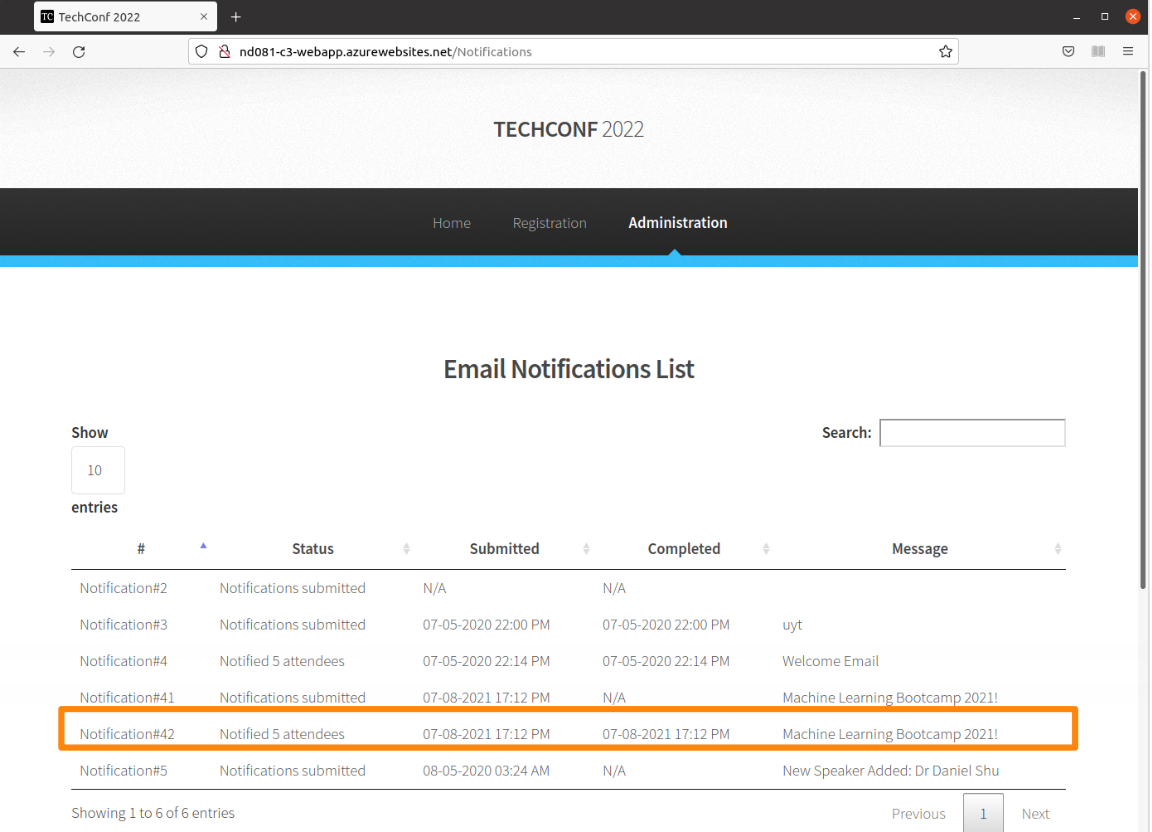 TC TechConf 2022
nd081-c3-webapp.azurewebsites.net/Notifications
TECHCONF 2022
Home Registration Administration
Email Notifications List
Show
Search:
10
entries
# Status Submitted Completed Message
Notification#2 Notifications submitted N/A N/A
Notification#3 Notifications submitted 07-05-2020 22:00 PM 07-05-2020 22:00 PM uyt
Notification#4 Notified 5 attendees 07-05-2020 22:14 PM 07-05-2020 22:14 PM Welcome Email
Notification#41 Notifications submitted 07-08-2021 17:12 PM N/A Machine Learning Bootcamp 2021!
Notification#42 Notified 5 attendees 07-08-2021 17:12 PM 07-08-2021 17:12 PM Machine Learning Bootcamp 2021!
Notification#5 Notifications submitted 08-05-2020 03:24 AM N/A New Speaker Added: Dr Daniel Shu
Showing 1 to 6 of 6 entries
Previous 1 Next